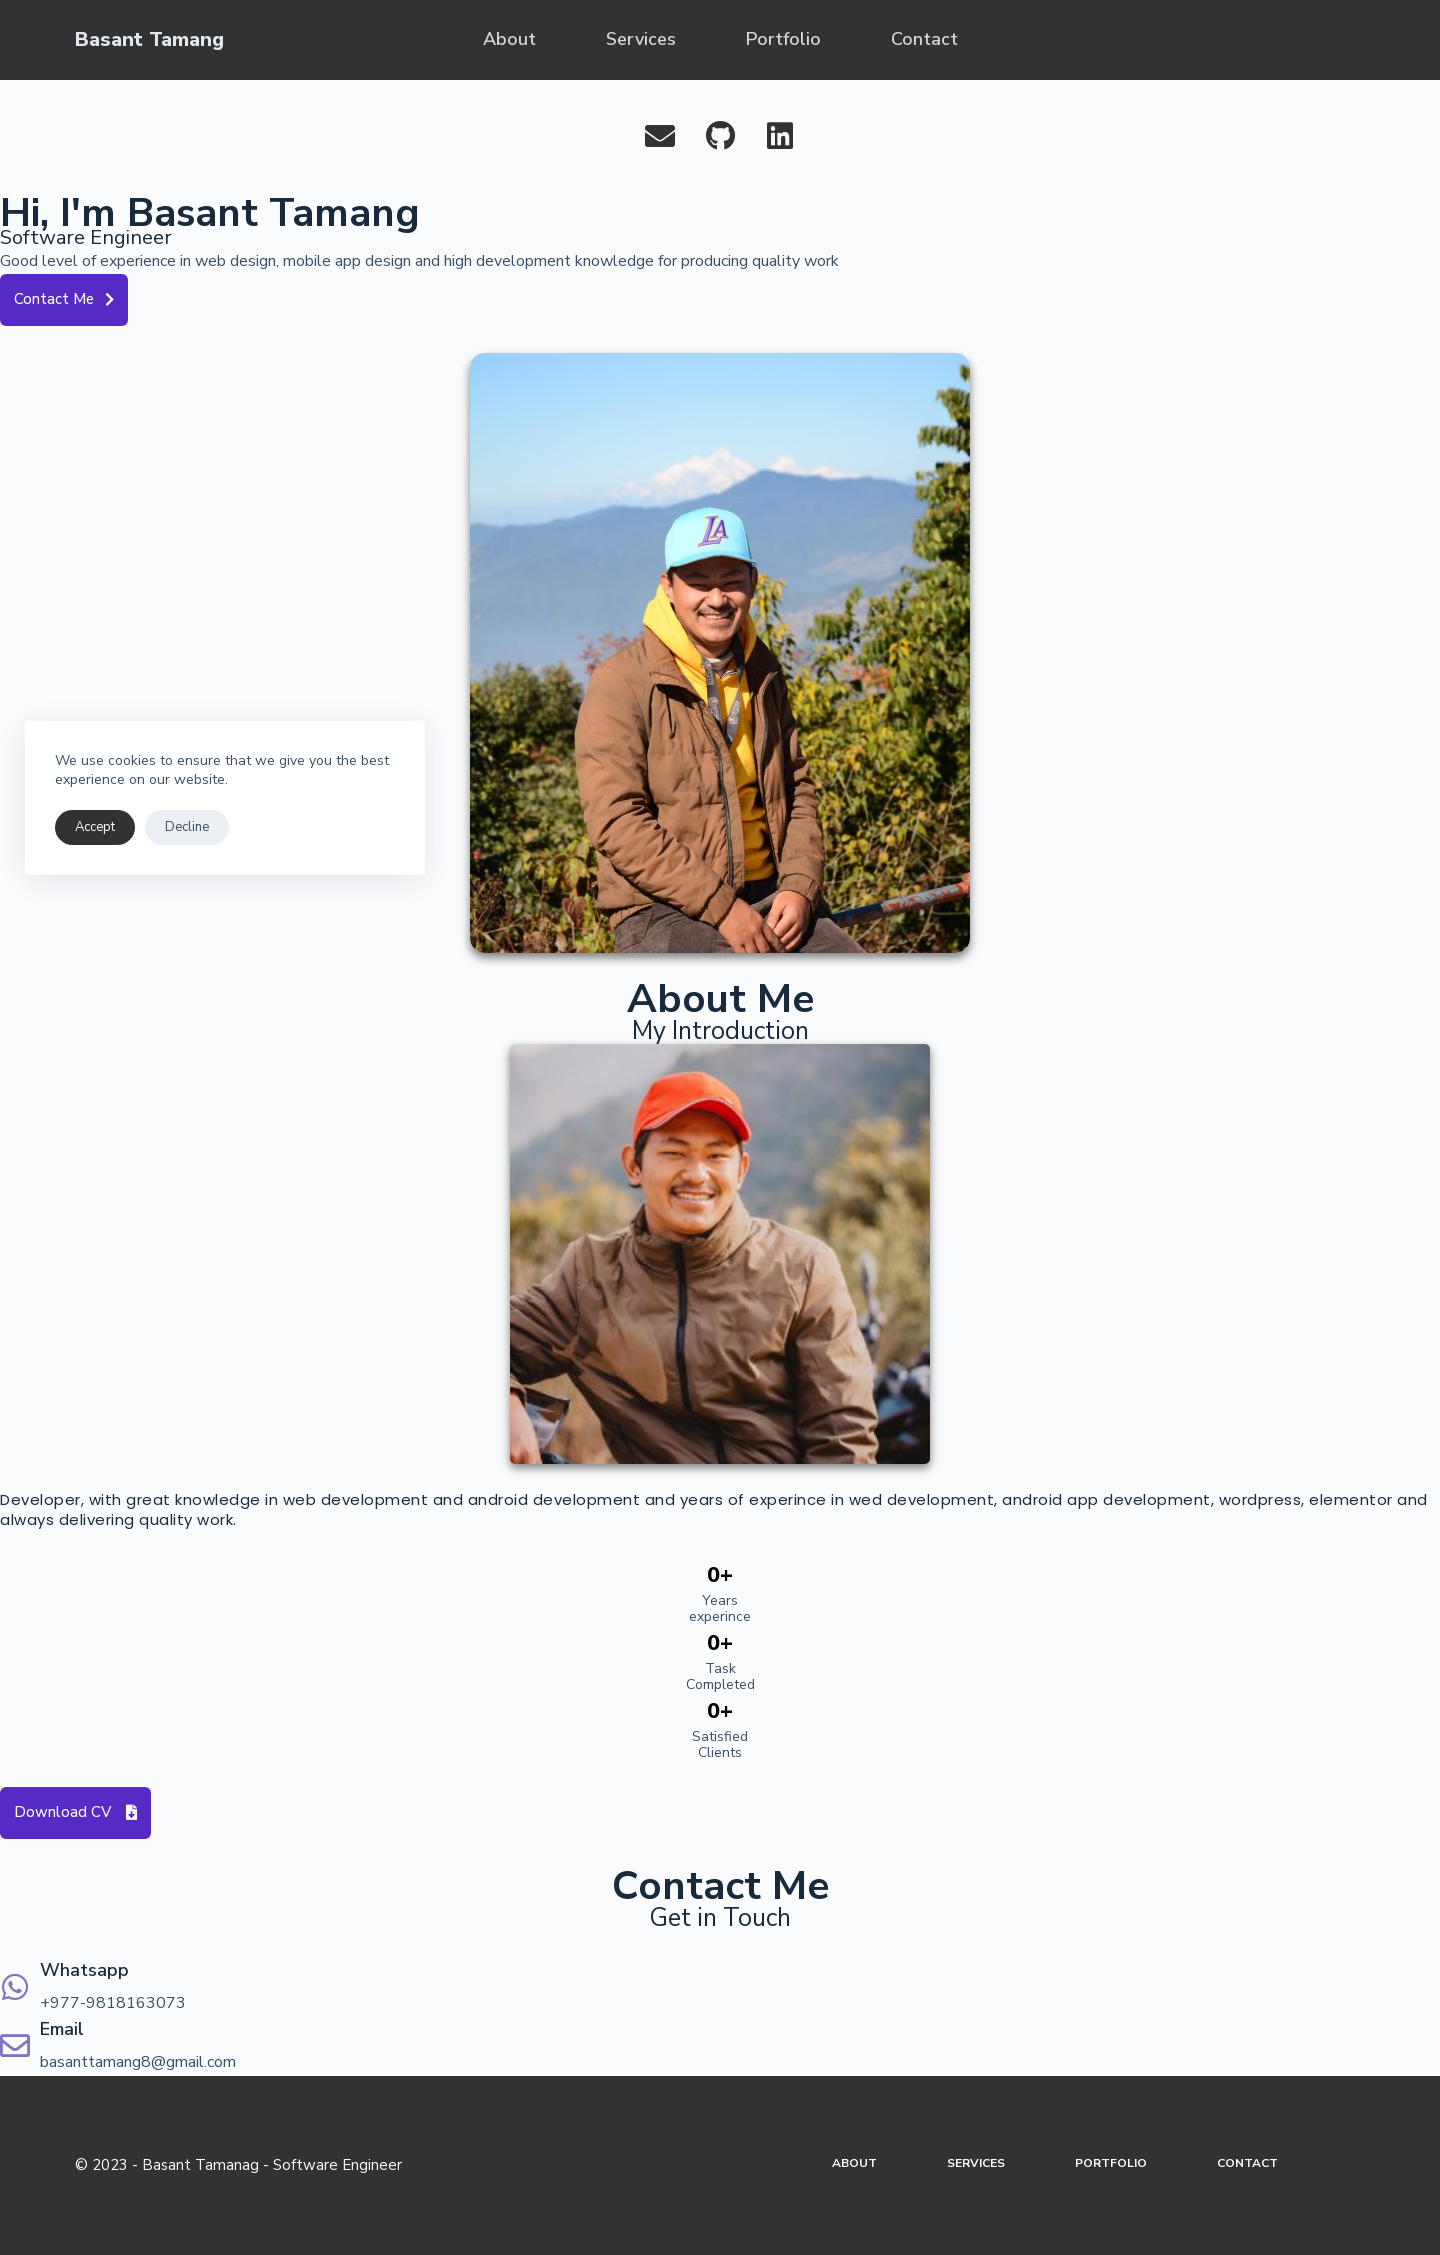 Basant Tamang
About
Services
Portfolio
Contact
Hi, I'm Basant Tamang
Software Engineer
Good level of experience in web design, mobile app design and high development knowledge for producing quality work
Contact Me
LA
We use cookies to ensure that we give you the best
experience on our website.
Accept
Decline
About Me
My Introduction
Developer, with great knowledge in web development and android development and years of experince in wed development, android app development, wordpress, elementor and
always delivering quality work.
0+
Years
experince
0+
Task
Completed
0+
Satisfied
Clients
Download CV
Contact Me
Get in Touch
Whatsapp
+977-9818163073
Email
basanttamang8@gmail.com
© 2023 - Basant Tamanag - Software Engineer
ABOUT
SERVICES
PORTFOLIO
CONTACT